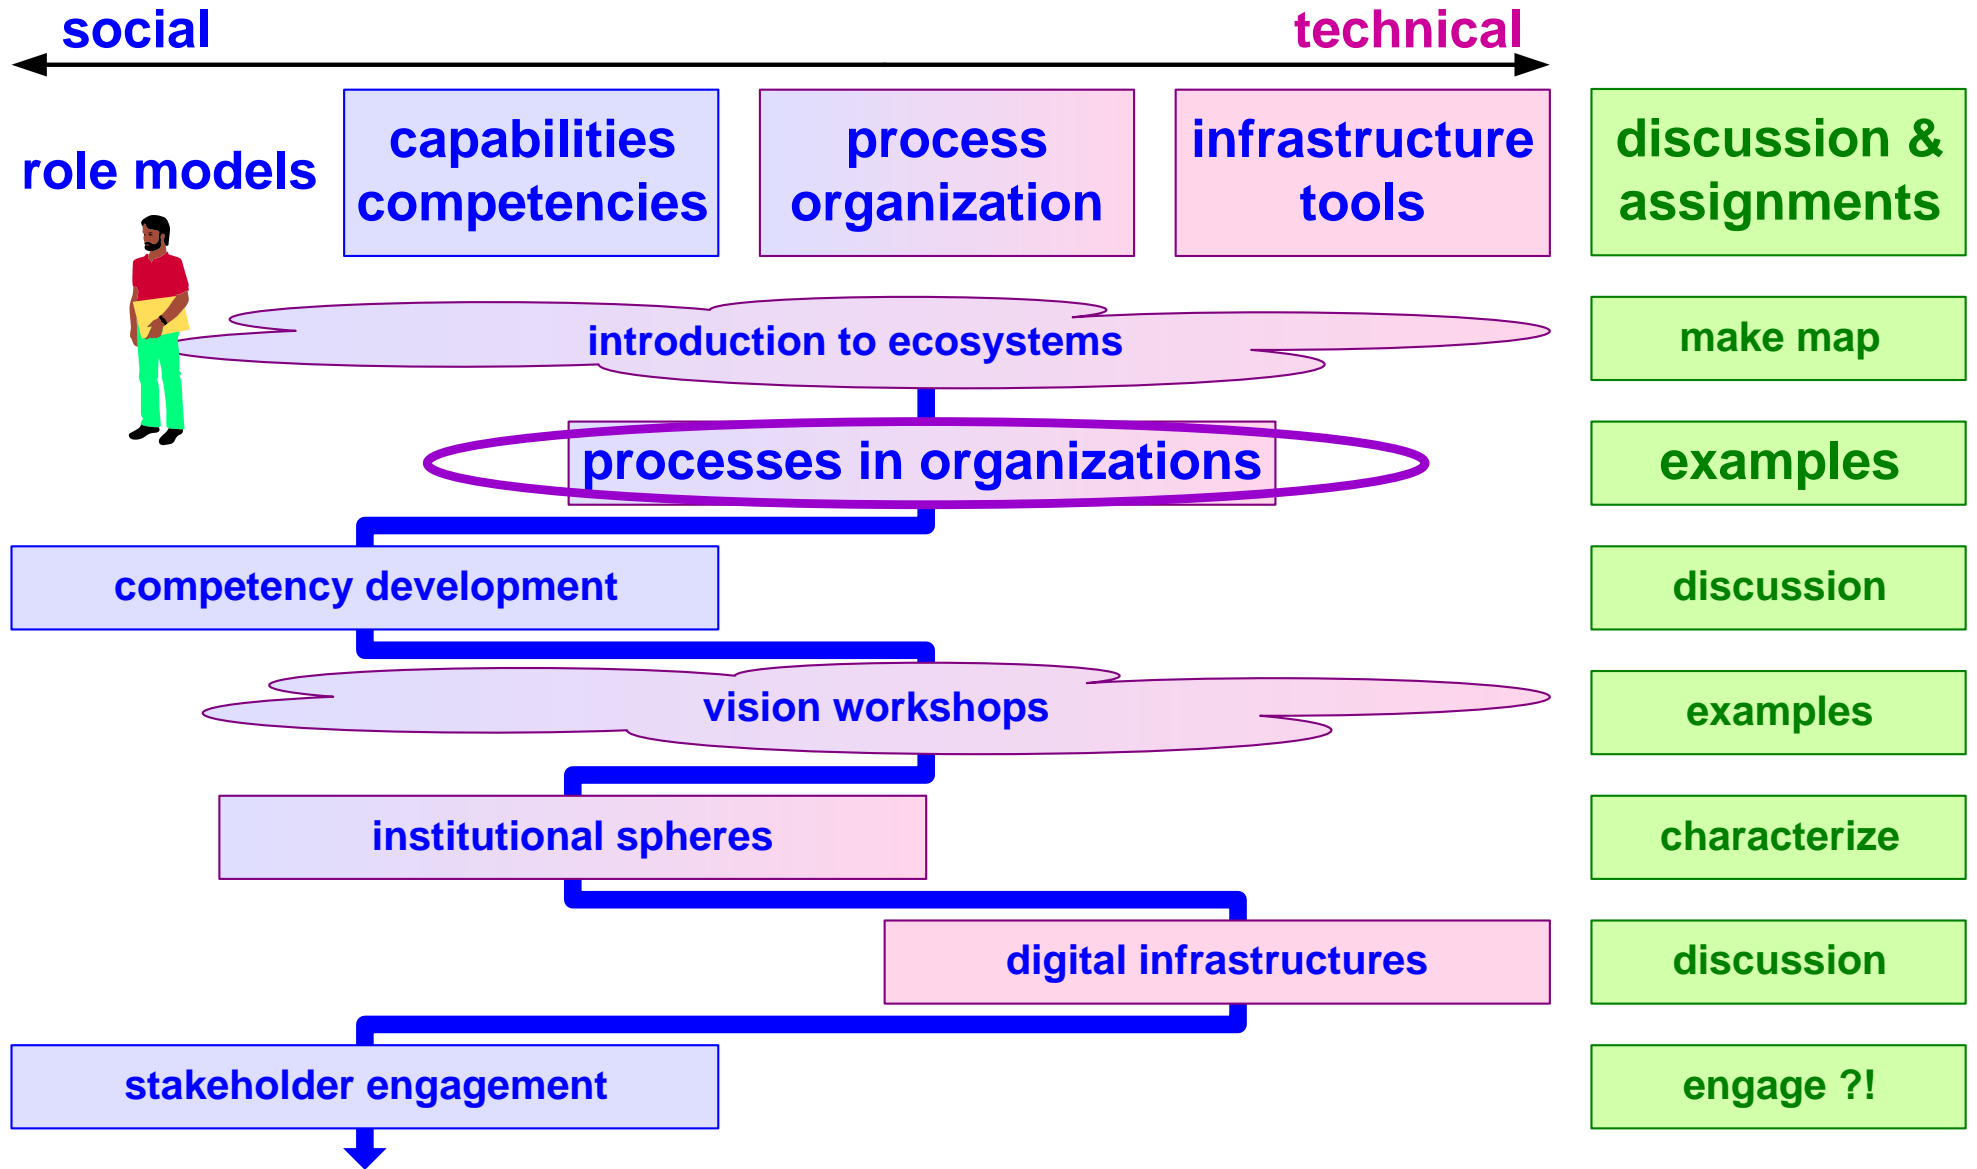 social
technical
role models
capabilities
competencies
process
organization
infrastructure
tools
discussion &
assignments
introduction to ecosystems
make map
processes in organizations
examples
competency development
discussion
vision workshops
examples
institutional spheres
characterize
digital infrastructures
discussion
stakeholder engagement
engage ?!